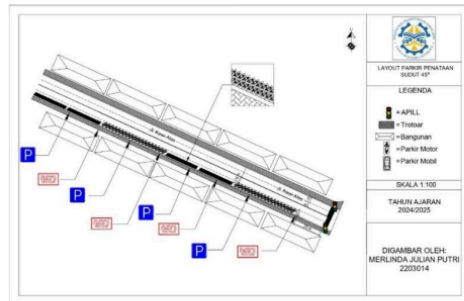 LAYOUT PARKIR PENATAAN
SUDUT 45°
LEGENDA
=APILL
=Trotoar
=Bangunan
=Parkir Motor
=Parkir Mobil
SKALA 1:100
TAHUN AJARAN
2024/2025
DIGAMBAR OLEH:
MERLINDA JULIAN PUTRI
2203014
P
P
P
P